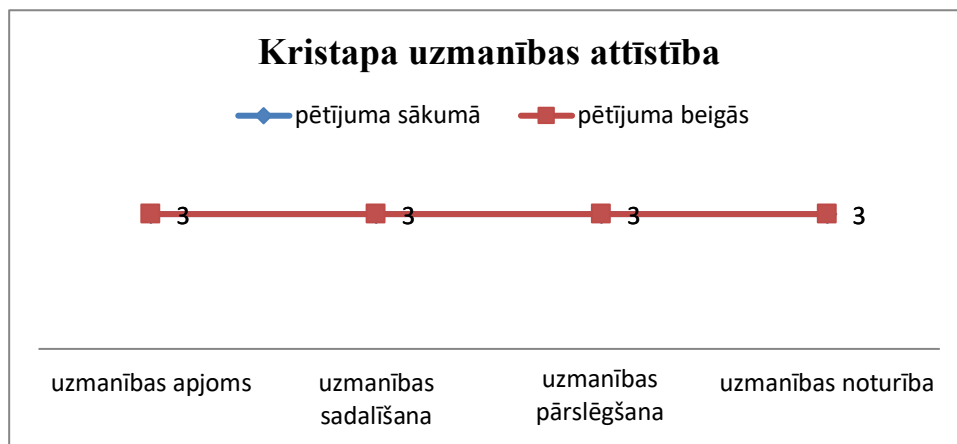 Kristapa uzmanības attīstība
pētījuma sākumā pētījuma beigās
3 3 3 3
uzmanības apjoms
uzmanības
sadalīšana
uzmanības
pārslēgšana
uzmanības noturība